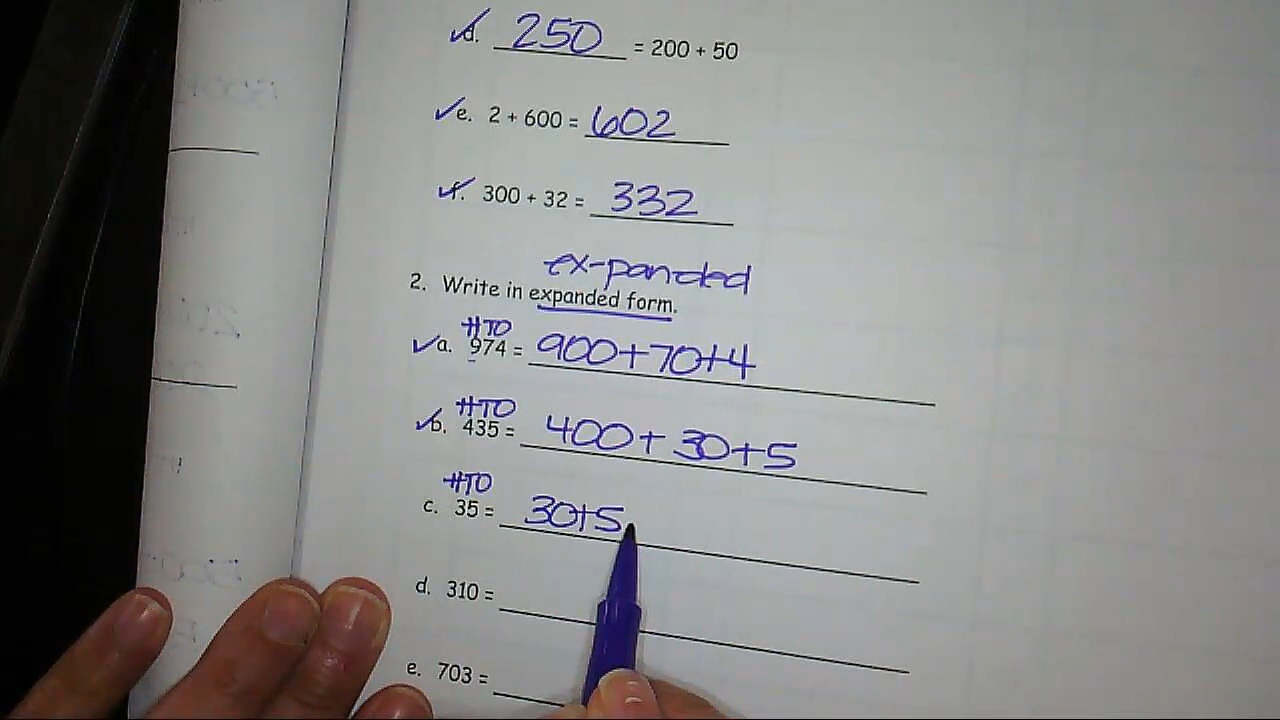 d. 250 = 200 + 50
e. 2 + 600 = 602
f. 300 + 32 = 332
ex-panded
2. Write in expanded form.
HTO
a. 974 = 900+70+4
HTO
b. 435 = 400+ 30+5
HTO
c. 35 = 30+5
d. 310 =
e. 703 =